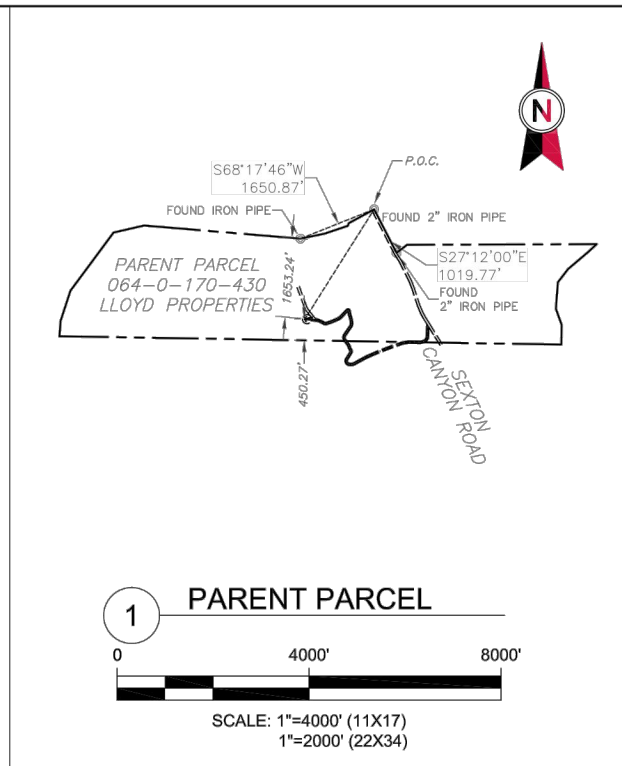 N
P.O.C.
S68°17'46"W
1650.87'
FOUND IRON PIPE
FOUND 2" IRON PIPE
S27°12'00"E
1019.77'
FOUND
2" IRON PIPE
PARENT PARCEL
064-0-170-430
LLOYD PROPERTIES
1653.24'
450.27'
SEXTON
CANYON ROAD
1
PARENT PARCEL
0
4000'
8000'
SCALE: 1"=4000' (11X17)
1"=2000' (22X34)